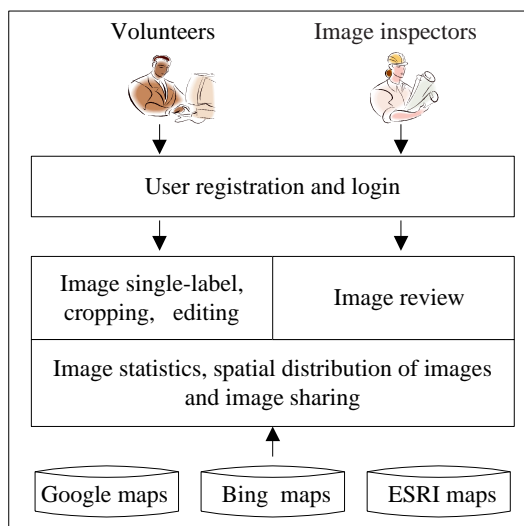 Volunteers
Image inspectors
User registration and login
Image single-label,
cropping, editing
Image review
Image statistics, spatial distribution of images
and image sharing
Google maps
Bing maps
ESRI maps